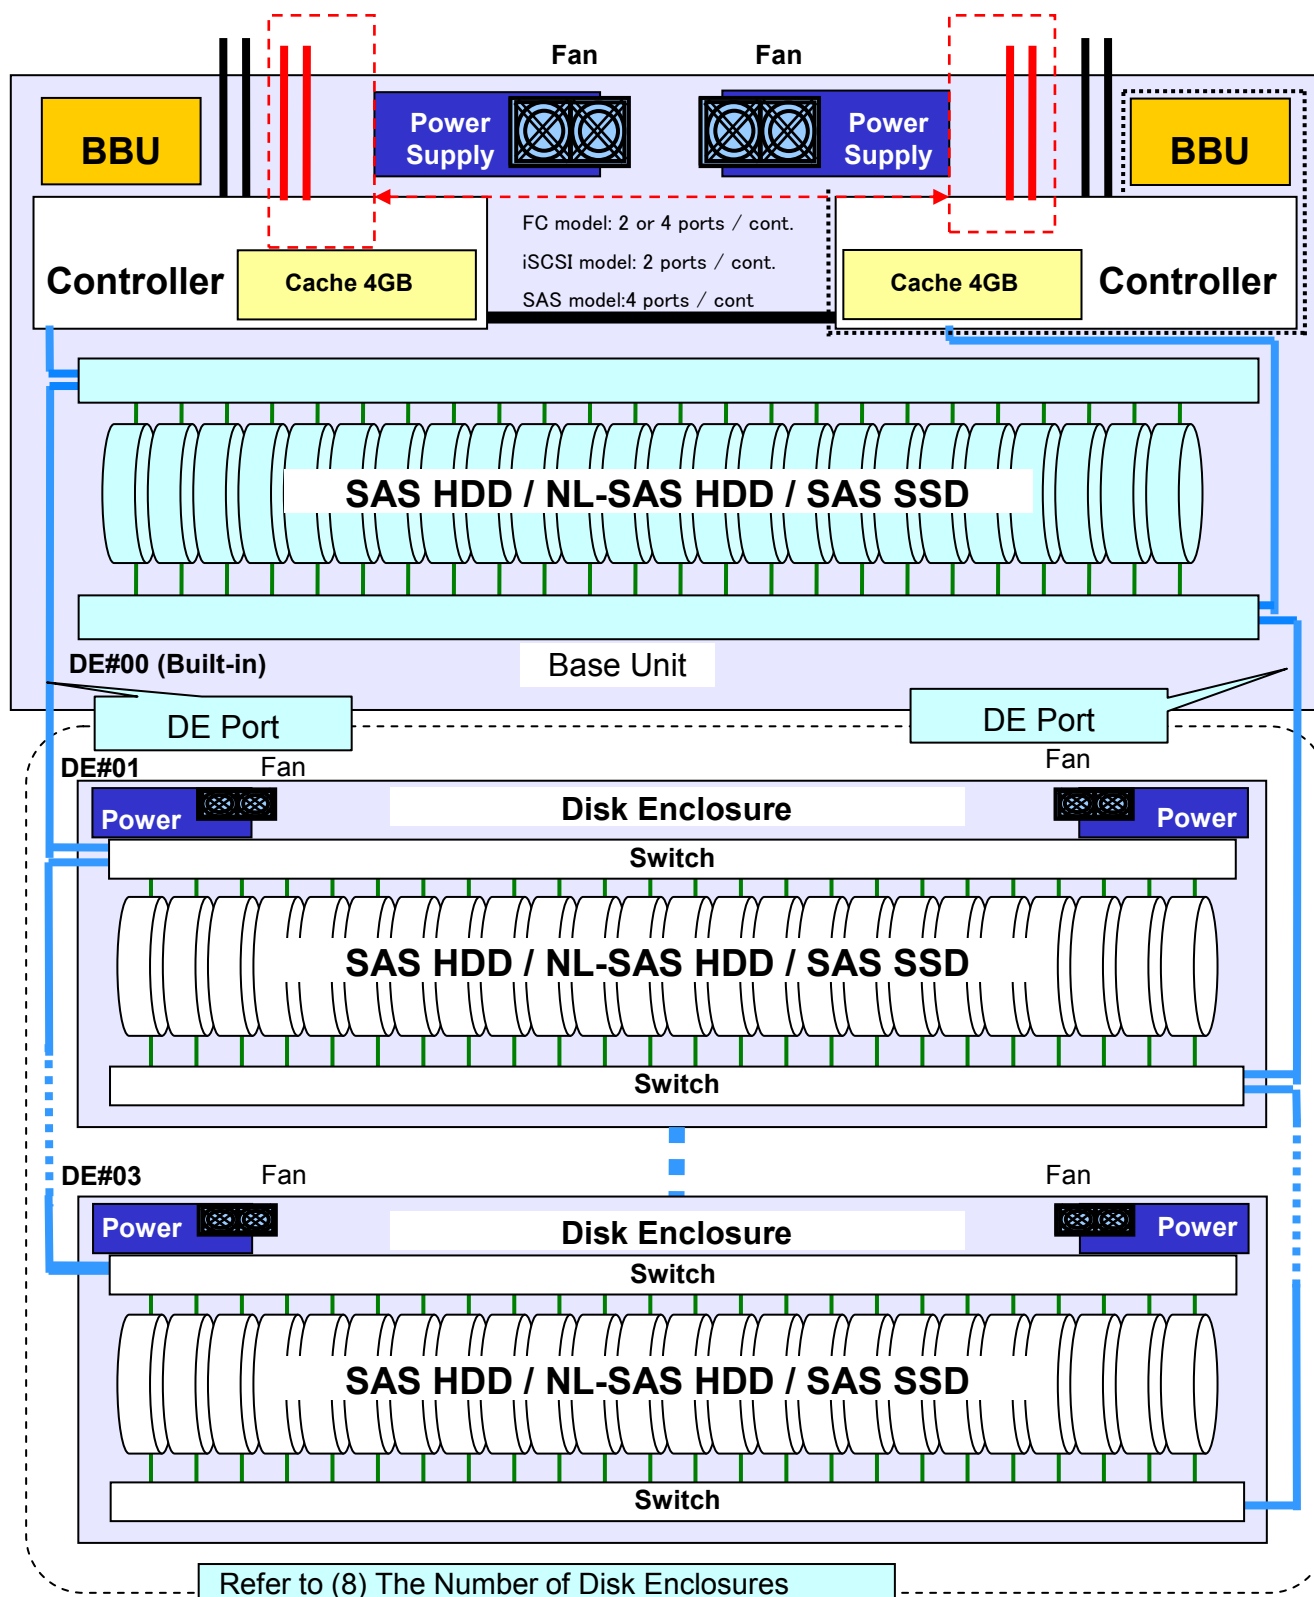 Fan
Fan
BBU
Power
Supply
Power
Supply
BBU
FC model: 2 or 4 ports / cont.
iSCSI model: 2 ports / cont.
SAS model:4 ports / cont
Controller
Cache 4GB
Cache 4GB
Controller
SAS HDD / NL-SAS HDD / SAS SSD
DE#00 (Built-in)
Base Unit
DE Port
DE Port
DE#01
Fan
Fan
Power
Disk Enclosure
Power
Switch
SAS HDD / NL-SAS HDD / SAS SSD
Switch
DE#03
Fan
Fan
Power
Disk Enclosure
Power
Switch
SAS HDD / NL-SAS HDD / SAS SSD
Switch
Refer to (8) The Number of Disk Enclosures